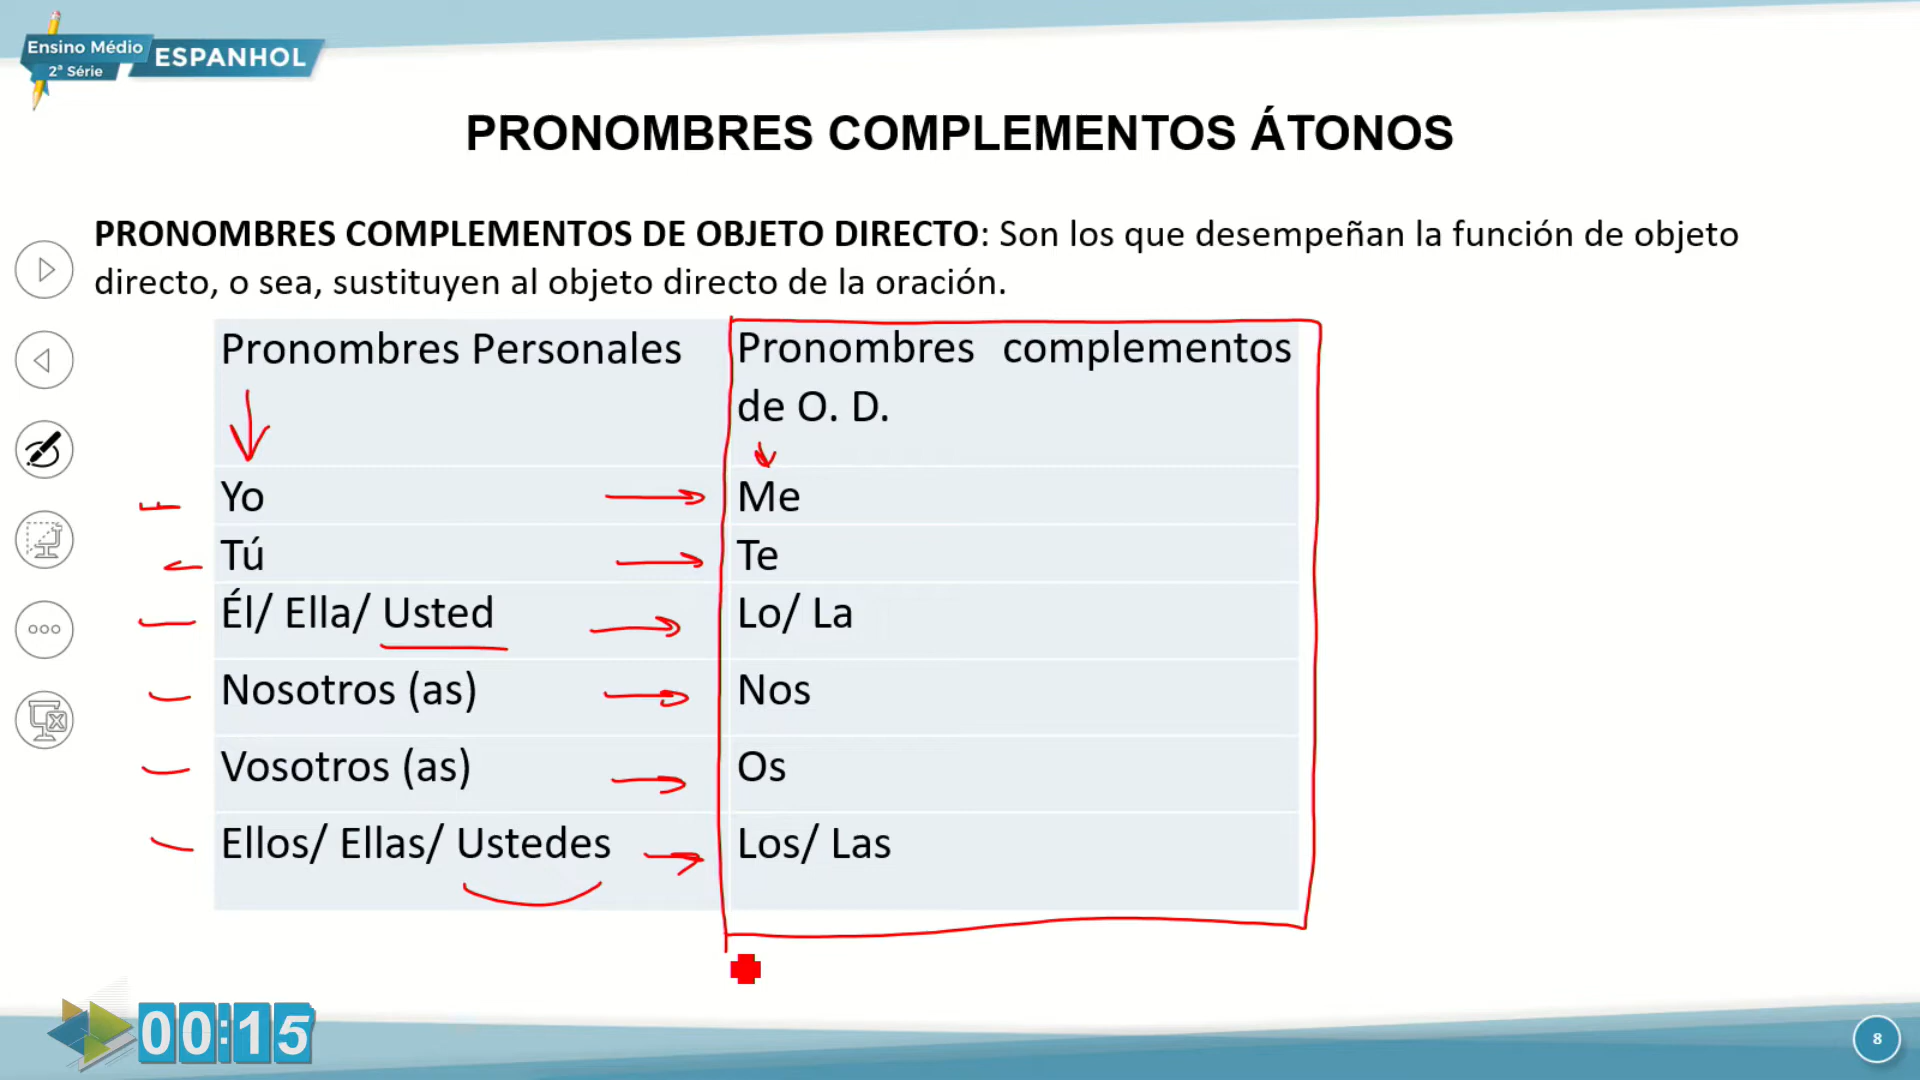 Ensino Médio
2ª Série
ESPANHOL
PRONOMBRES COMPLEMENTOS ÁTONOS
PRONOMBRES COMPLEMENTOS DE OBJETO DIRECTO: Son los que desempeñan la función de objeto
directo, o sea, sustituyen al objeto directo de la oración.
Pronombres Personales
Pronombres complementos
de O. D.
Yo
Me
Tú
Te
Él/ Ella/ Usted
Lo/ La
Nosotros (as)
Nos
Vosotros (as)
Os
Ellos/ Ellas/ Ustedes
Los/ Las
00:15
8